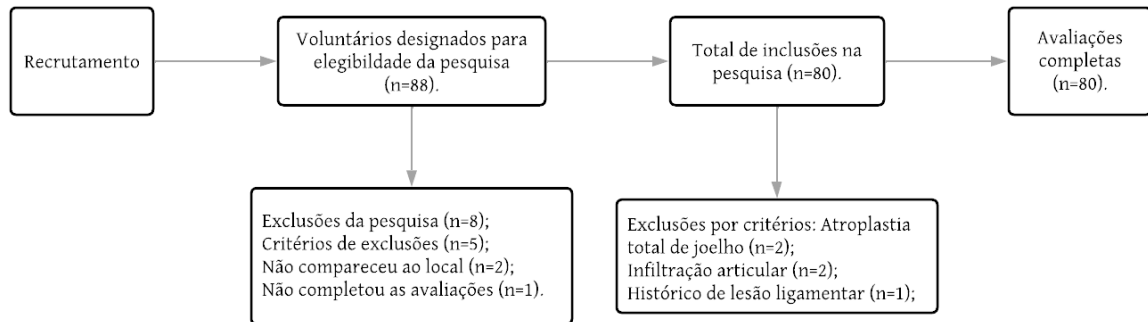 Recrutamento
Voluntários designados para
elegibildade da pesquisa
(n=88).
Total de inclusões na
pesquisa (n=80).
Avaliações
completas
(n=80).
Exclusões da pesquisa (n=8);
Critérios de exclusões (n=5);
Não compareceu ao local (n=2);
Não completou as avaliações (n=1).
Exclusões por critérios: Atroplastia
total de joelho (n=2);
Infiltração articular (n=2);
Histórico de lesão ligamentar (n=1);